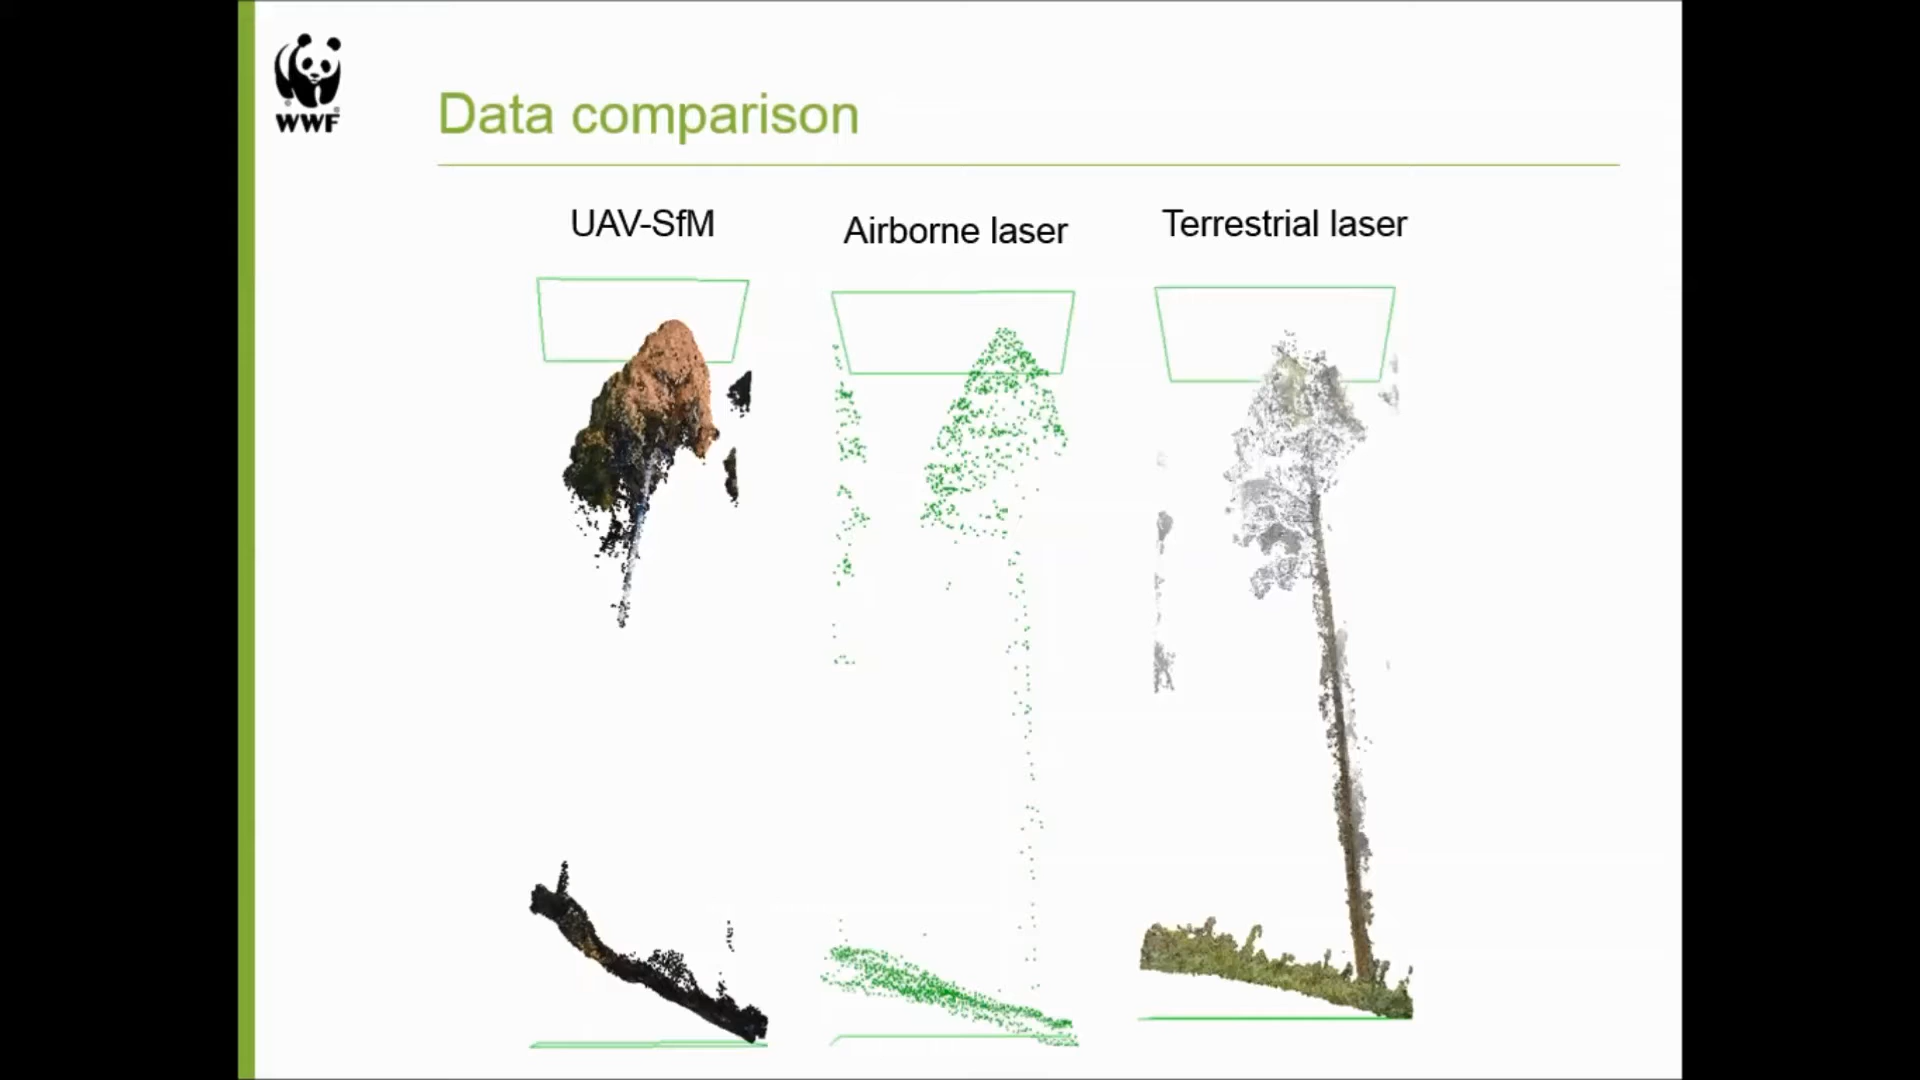 WWF
Data comparison
UAV-SfM
Airborne laser
Terrestrial laser